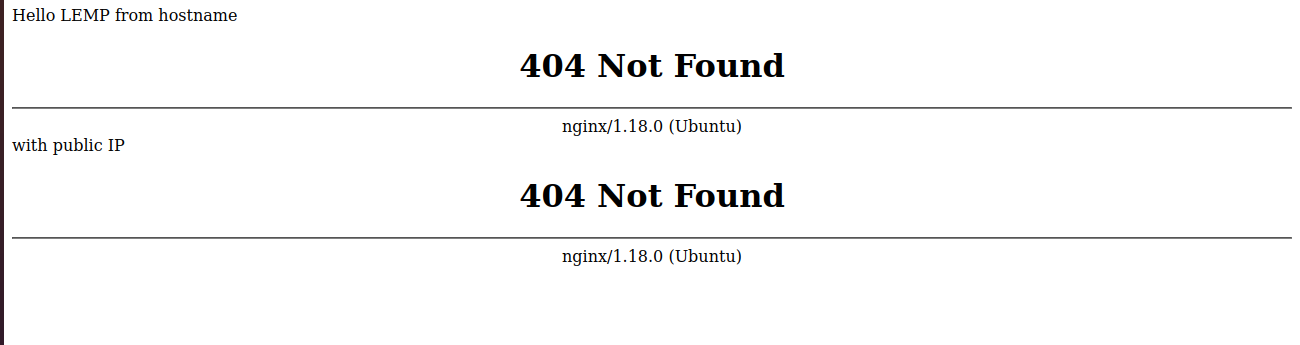 Hello LEMP from hostname
404 Not Found
nginx/1.18.0 (Ubuntu)
with public IP
404 Not Found
nginx/1.18.0 (Ubuntu)